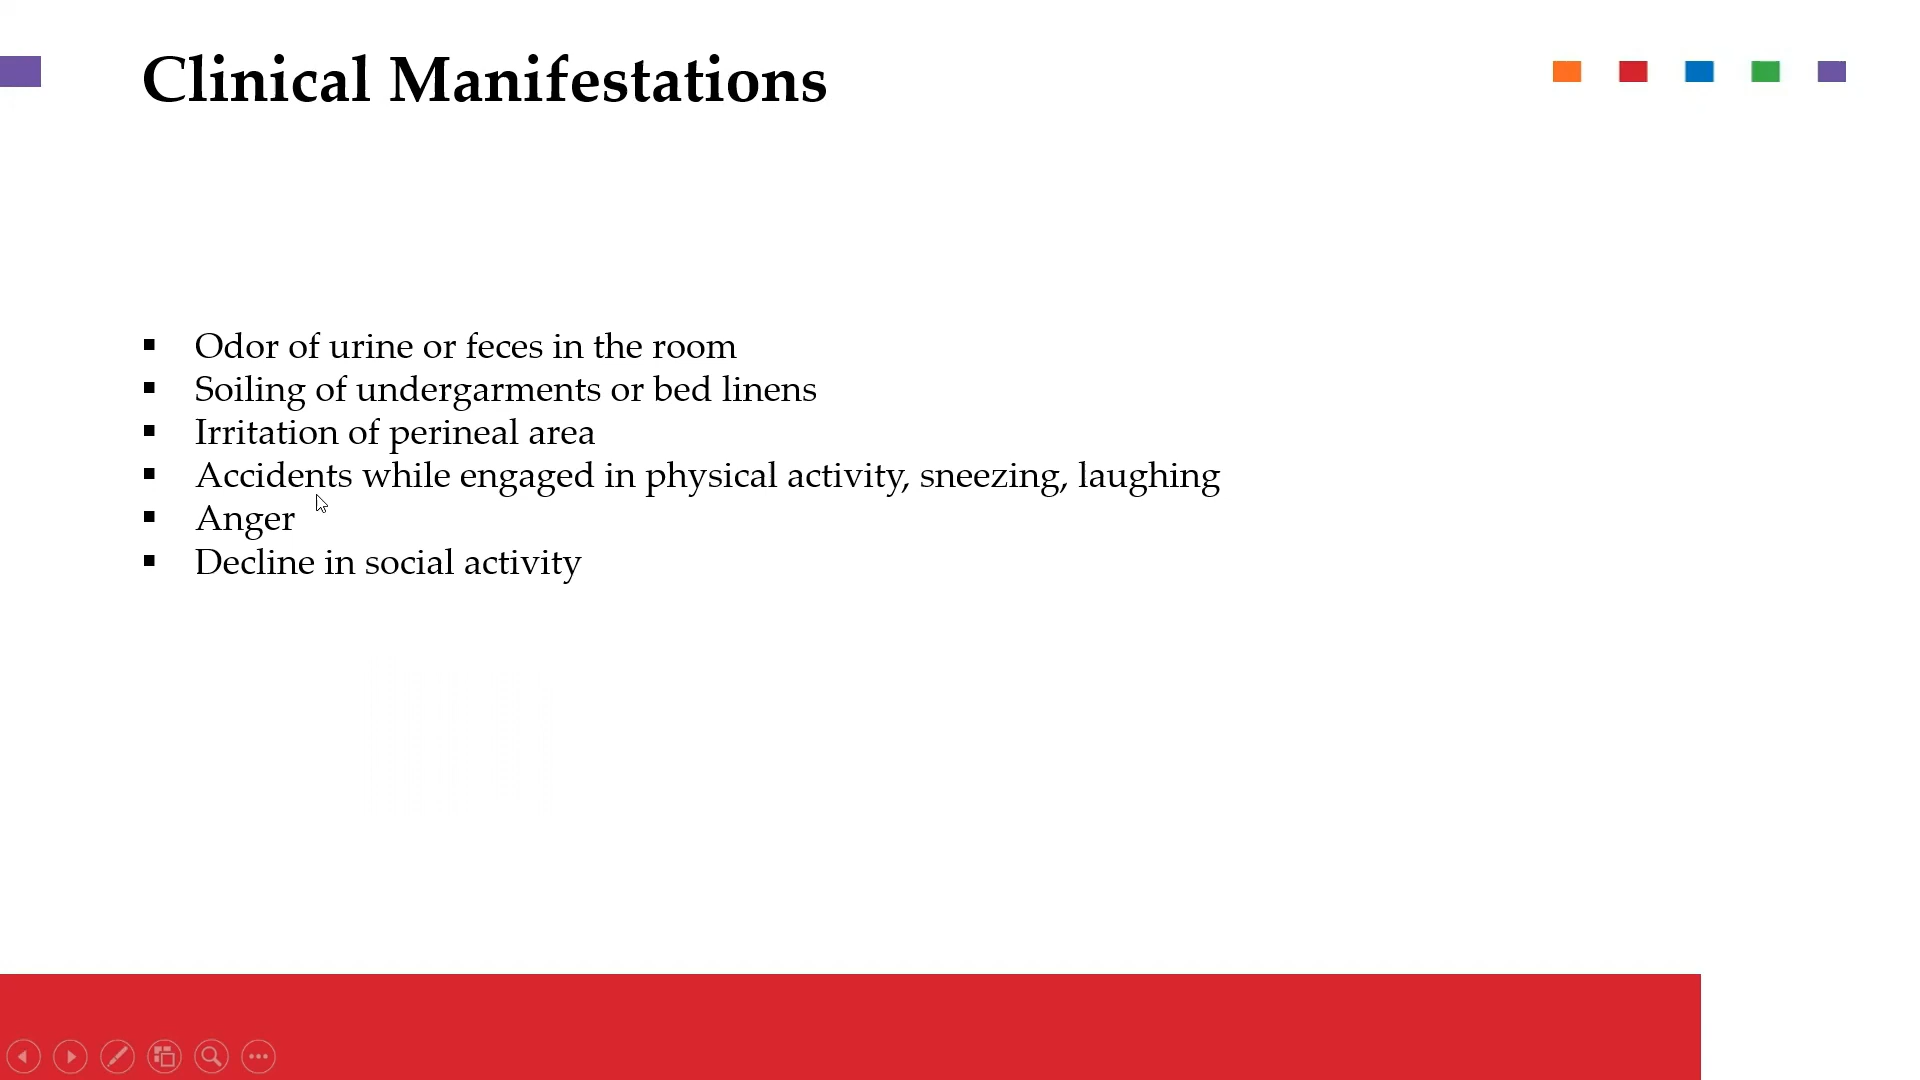 Clinical Manifestations
▪ Odor of urine or feces in the room
▪ Soiling of undergarments or bed linens
▪ Irritation of perineal area
▪ Accidents while engaged in physical activity, sneezing, laughing
▪ Anger
▪ Decline in social activity